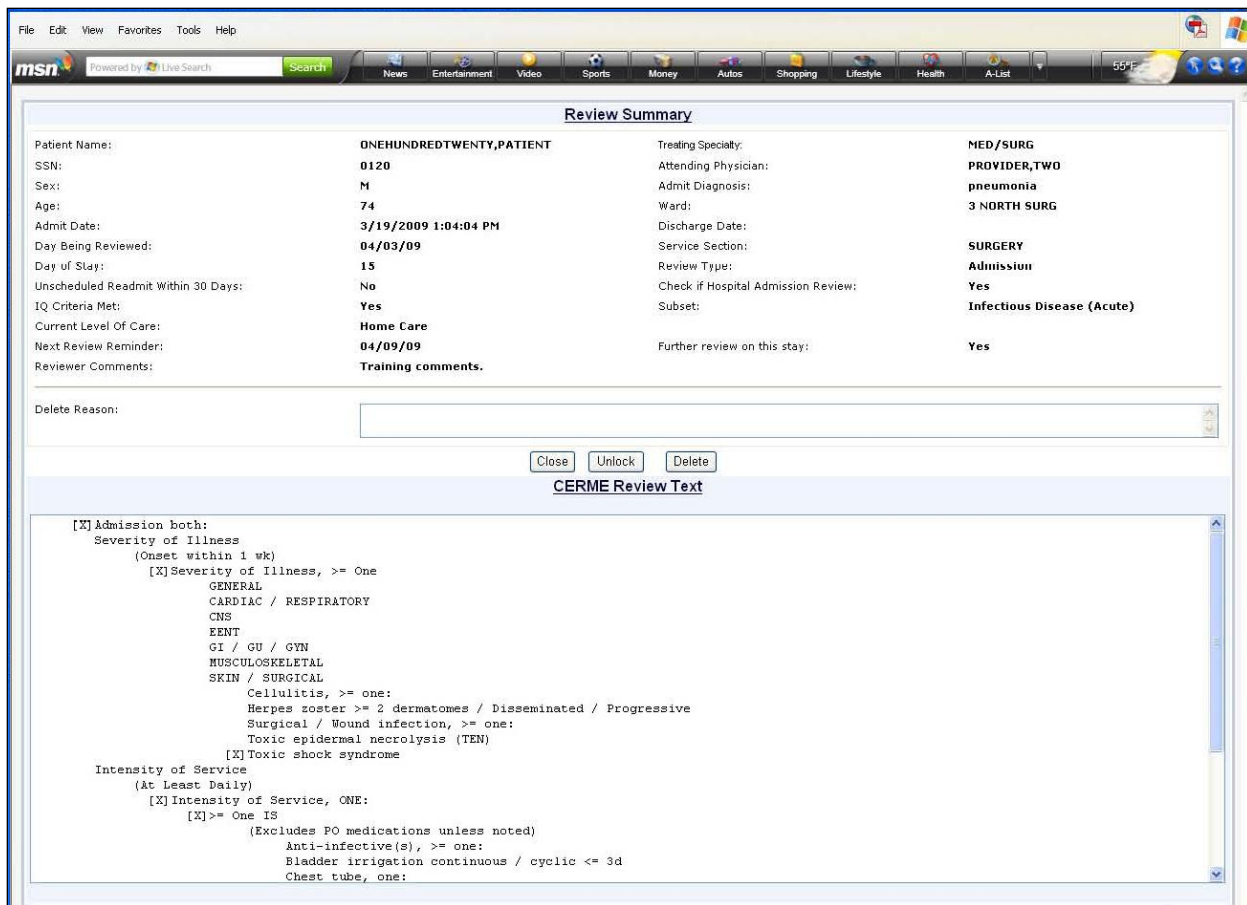 File Edit View Favorites Tools Help
msn Powered by Live Search Search News Entertainment Video Sports Money Autos Shopping Lifestyle Health A-List 55°F
Review Summary
Patient Name: ONEHUNDREDTWENTY,PATIENT Treating Specialty: MED/SURG
SSN: 0120 Attending Physician: PROVIDER,TWO
Sex: M Admit Diagnosis: pneumonia
Age: 74 Ward: 3 NORTH SURG
Admit Date: 3/19/2009 1:04:04 PM Discharge Date:
Day Being Reviewed: 04/03/09 Service Section: SURGERY
Day of Stay: 15 Review Type: Admission
Unscheduled Readmit Within 30 Days: No Check if Hospital Admission Review: Yes
IQ Criteria Met: Yes Subset: Infectious Disease (Acute)
Current Level Of Care: Home Care
Next Review Reminder: 04/09/09 Further review on this stay: Yes
Reviewer Comments: Training comments.
Delete Reason:
Close Unlock Delete
CERME Review Text
[X] Admission both:
Severity of Illness
(Onset within 1 wk)
[X] Severity of Illness, >= One
GENERAL
CARDIAC / RESPIRATORY
CNS
EENT
GI / GU / GYN
MUSCULOSKELETAL
SKIN / SURGICAL
Cellulitis, >= one:
Herpes zoster >= 2 dermatomes / Disseminated / Progressive
Surgical / Wound infection, >= one:
Toxic epidermal necrolysis (TEN)
[X] Toxic shock syndrome
Intensity of Service
(At Least Daily)
[X] Intensity of Service, ONE:
[X] >= One IS
(Excludes PO medications unless noted)
Anti-infective(s), >= one:
Bladder irrigation continuous / cyclic <= 3d
Chest tube, one: